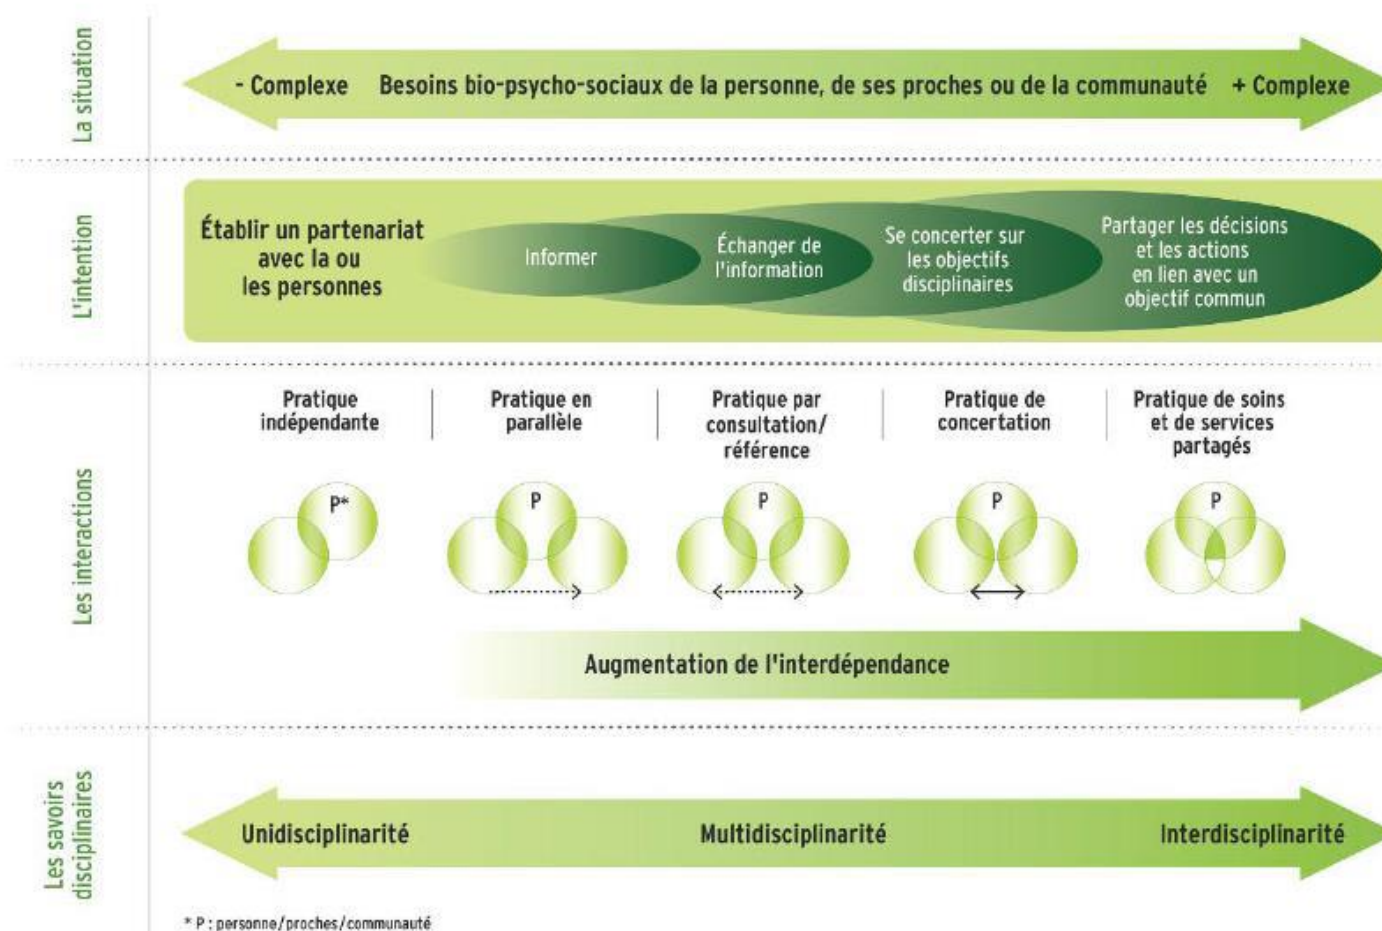 La situation
- Complexe Besoins bio-psycho-sociaux de la personne, de ses proches ou de la communauté + Complexe
L'intention
Établir un partenariat
avec la ou
les personnes
Informer
Échanger de
l'information
Se concerter sur
les objectifs
disciplinaires
Partager les décisions
et les actions
en lien avec un
objectif commun
Les interactions
Pratique
indépendante
Pratique en
parallèle
Pratique par
consultation/
référence
Pratique de
concertation
Pratique de soins
et de services
partagés
P*
P
P
P
P
Augmentation de l'interdépendance
Les savoirs
disciplinaires
Unidisciplinarité
Multidisciplinarité
Interdisciplinarité
* P : personne/proches/communauté